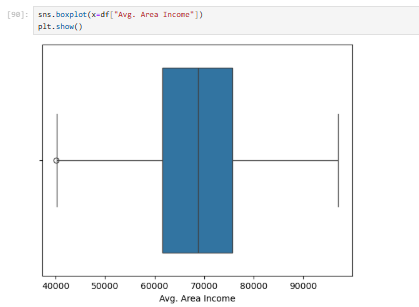 [90]: sns.boxplot(x=df["Avg. Area Income"])
plt.show()
40000 50000 60000 70000 80000 90000
Avg. Area Income